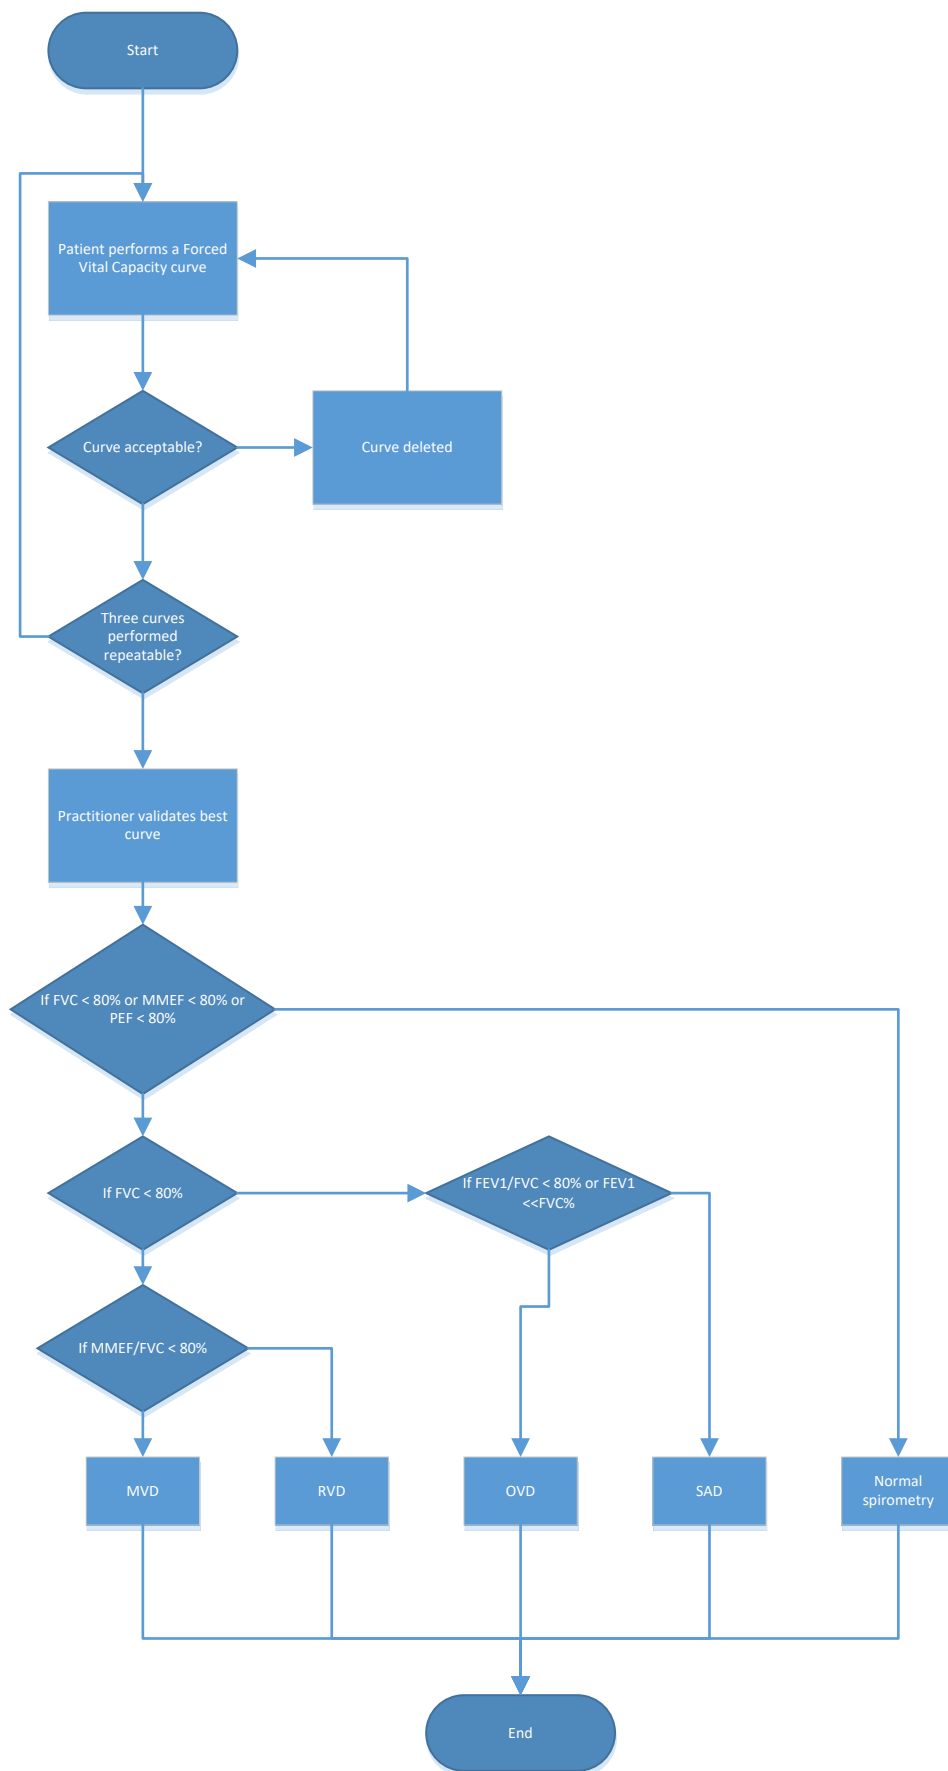 Start
Patient performs a Forced
Vital Capacity curve
Curve acceptable?
Curve deleted
Three curves
performed
repeatable?
Practitioner validates best
curve
If FVC < 80% or MMEF < 80% or
PEF < 80%
If FVC < 80%
If FEV1/FVC < 80% or FEV1
<<FVC%
If MMEF/FVC < 80%
MVD
RVD
OVD
SAD
Normal
spirometry
End